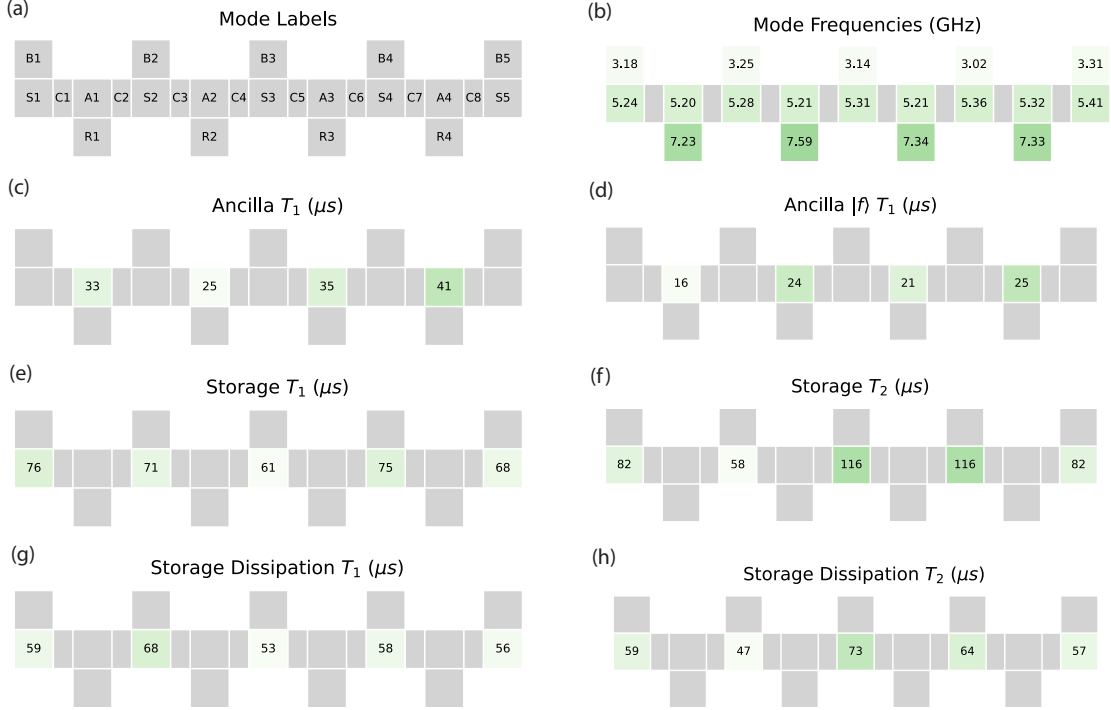 (a)
Mode Labels
B1 B2 B3 B4 B5
S1 C1 A1 C2 S2 C3 A2 C4 S3 C5 A3 C6 S4 C7 A4 C8 S5
R1 R2 R3 R4
(b)
Mode Frequencies (GHz)
3.18 3.25 3.14 3.02 3.31
5.24 5.20 5.28 5.21 5.31 5.21 5.36 5.32 5.41
7.23 7.59 7.34 7.33
(c)
Ancilla T₁ (μs)
33 25 35 41
(d)
Ancilla |f⟩ T₁ (μs)
16 24 21 25
(e)
Storage T₁ (μs)
76 71 61 75 68
(f)
Storage T₂ (μs)
82 58 116 116 82
(g)
Storage Dissipation T₁ (μs)
59 68 53 58 56
(h)
Storage Dissipation T₂ (μs)
59 47 73 64 57